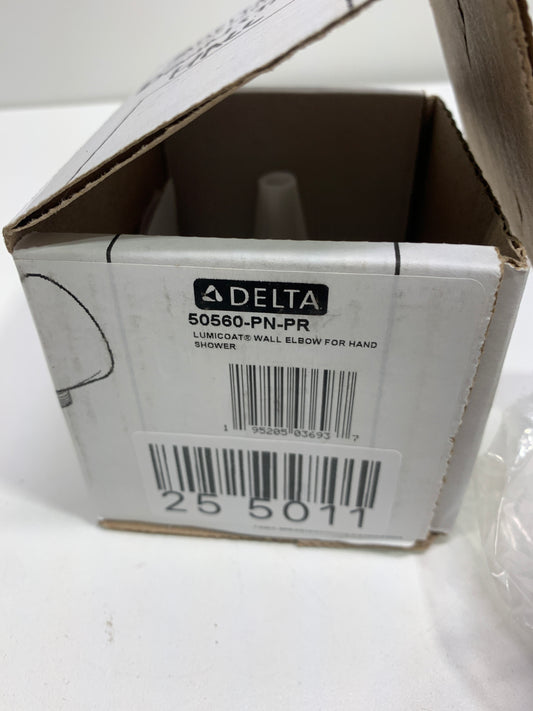 DELTA
50560-PN-PR
LUMICOAT® WALL ELBOW FOR HAND
SHOWER
1 95205 03693 7
25 5011